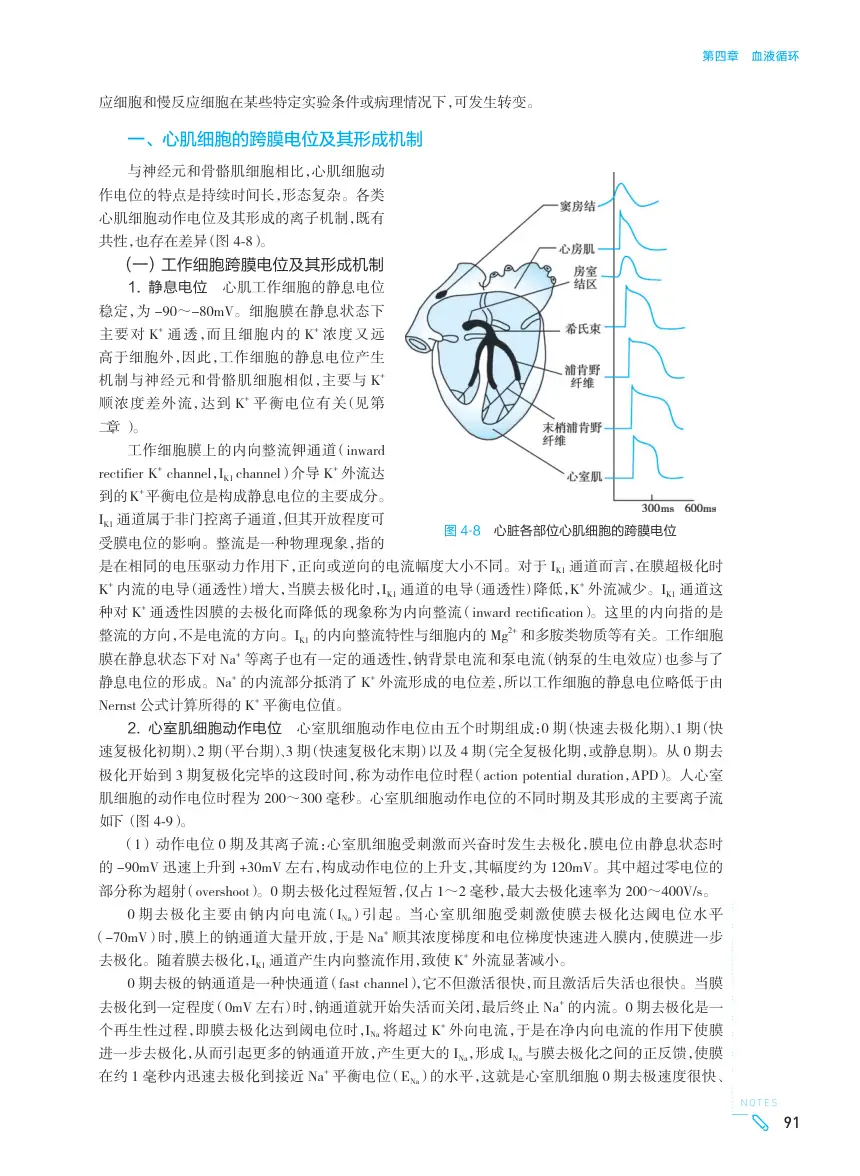 第四章 血液循环
应细胞和慢反应细胞在某些特定实验条件或病理情况下,可发生转变。
一、心肌细胞的跨膜电位及其形成机制
与神经元和骨骼肌细胞相比,心肌细胞动
作电位的特点是持续时间长,形态复杂。各类
心肌细胞动作电位及其形成的离子机制,既有
共性,也存在差异(图 4-8)。
(一)工作细胞跨膜电位及其形成机制
1. 静息电位 心肌工作细胞的静息电位
稳定,为 -90～-80mV。细胞膜在静息状态下
主要对 K⁺ 通透,而且细胞内的 K⁺ 浓度又远
高于细胞外,因此,工作细胞的静息电位产生
机制与神经元和骨骼肌细胞相似,主要与 K⁺
顺浓度差外流,达到 K⁺ 平衡电位有关(见第
二章)。
工作细胞膜上的内向整流钾通道(inward
rectifier K⁺ channel,I_K1 channel)介导 K⁺ 外流达
到的 K⁺平衡电位是构成静息电位的主要成分。
I_K1 通道属于非门控离子通道,但其开放程度可
受膜电位的影响。整流是一种物理现象,指的
窦房结
心房肌
房室
结区
希氏束
浦肯野
纤维
末梢浦肯野
纤维
心室肌
300ms 600ms
图 4-8 心脏各部位心肌细胞的跨膜电位
是在相同的电压驱动力作用下,正向或逆向的电流幅度大小不同。对于 I_K1 通道而言,在膜超极化时
K⁺ 内流的电导(通透性)增大,当膜去极化时,I_K1 通道的电导(通透性)降低,K⁺ 外流减少。I_K1 通道这
种对 K⁺ 通透性因膜的去极化而降低的现象称为内向整流(inward rectification)。这里的内向指的是
整流的方向,不是电流的方向。I_K1 的内向整流特性与细胞内的 Mg²⁺ 和多胺类物质等有关。工作细胞
膜在静息状态下对 Na⁺ 等离子也有一定的通透性,钠背景电流和泵电流(钠泵的生电效应)也参与了
静息电位的形成。Na⁺ 的内流部分抵消了 K⁺ 外流形成的电位差,所以工作细胞的静息电位略低于由
Nernst 公式计算所得的 K⁺ 平衡电位值。
2. 心室肌细胞动作电位 心室肌细胞动作电位由五个时期组成:0 期(快速去极化期)、1 期(快
速复极化初期)、2 期(平台期)、3 期(快速复极化末期)以及 4 期(完全复极化期,或静息期)。从 0 期去
极化开始到 3 期复极化完毕的这段时间,称为动作电位时程(action potential duration,APD)。人心室
肌细胞的动作电位时程为 200～300 毫秒。心室肌细胞动作电位的不同时期及其形成的主要离子流
如下(图 4-9)。
(1)动作电位 0 期及其离子流:心室肌细胞受刺激而兴奋时发生去极化,膜电位由静息状态时
的 -90mV 迅速上升到 +30mV 左右,构成动作电位的上升支,其幅度约为 120mV。其中超过零电位的
部分称为超射(overshoot)。0 期去极化过程短暂,仅占 1～2 毫秒,最大去极化速率为 200～400V/s。
0 期去极化主要由钠内向电流(I_Na)引起。当心室肌细胞受刺激使膜去极化达阈电位水平
(-70mV)时,膜上的钠通道大量开放,于是 Na⁺ 顺其浓度梯度和电位梯度快速进入膜内,使膜进一步
去极化。随着膜去极化,I_K1 通道产生内向整流作用,致使 K⁺ 外流显著减小。
0 期去极的钠通道是一种快通道(fast channel),它不但激活很快,而且激活后失活也很快。当膜
去极化到一定程度(0mV 左右)时,钠通道就开始失活而关闭,最后终止 Na⁺ 的内流。0 期去极化是一
个再生性过程,即膜去极化达到阈电位时,I_Na 将超过 K⁺ 外向电流,于是在净内向电流的作用下使膜
进一步去极化,从而引起更多的钠通道开放,产生更大的 I_Na,形成 I_Na 与膜去极化之间的正反馈,使膜
在约 1 毫秒内迅速去极化到接近 Na⁺ 平衡电位(E_Na)的水平,这就是心室肌细胞 0 期去极速度很快、
NOTES
91